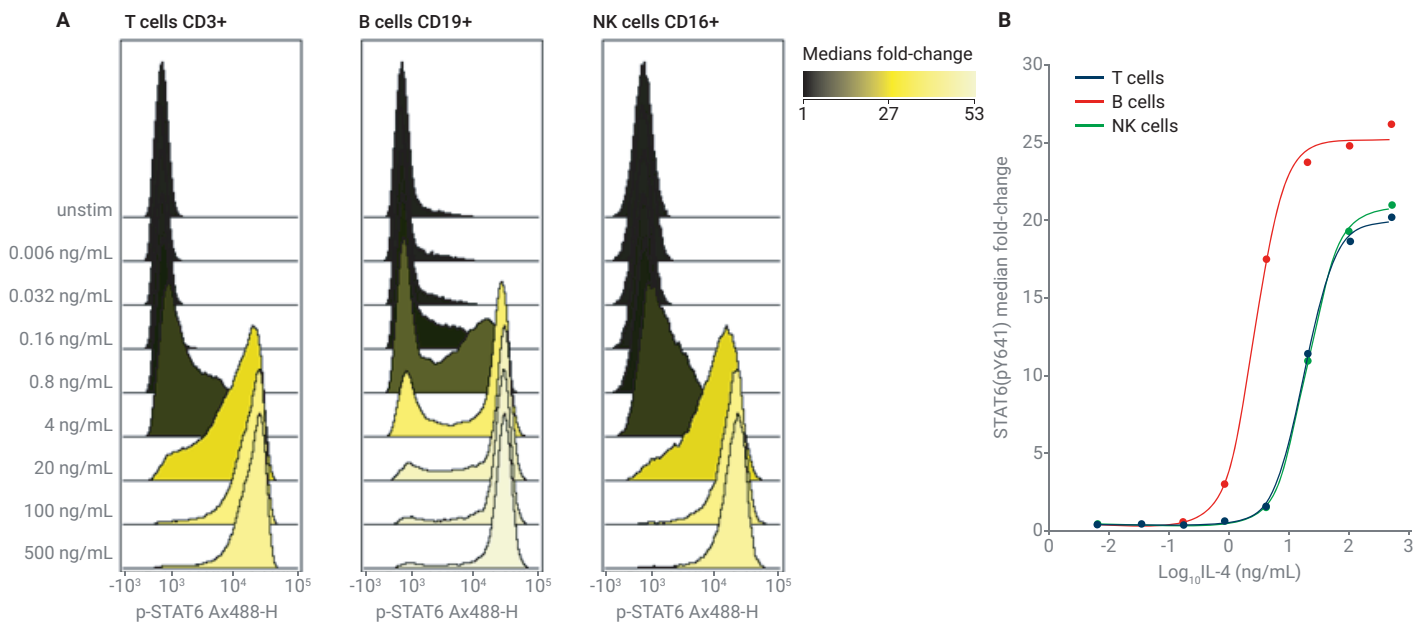 A
T cells CD3+
B cells CD19+
NK cells CD16+
Medians fold-change
1 27 53
unstim
0.006 ng/mL
0.032 ng/mL
0.16 ng/mL
0.8 ng/mL
4 ng/mL
20 ng/mL
100 ng/mL
500 ng/mL
-10³ 10³ 10⁴ 10⁵
p-STAT6 Ax488-H
-10³ 10³ 10⁴ 10⁵
p-STAT6 Ax488-H
-10³ 10³ 10⁴ 10⁵
p-STAT6 Ax488-H
B
T cells
B cells
NK cells
STAT6(pY641) median fold-change
30
25
20
15
10
5
0
0 -2 -1 0 1 2 3
Log₁₀IL-4 (ng/mL)